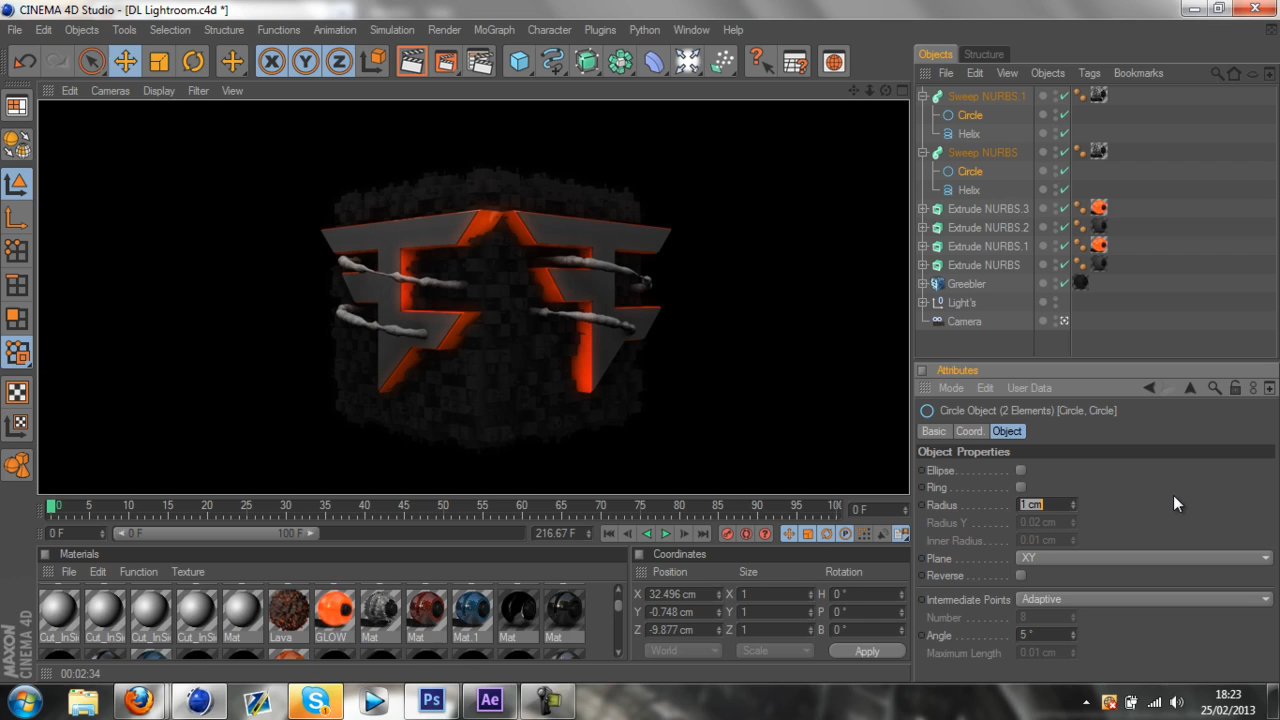 CINEMA 4D Studio - [DL Lightroom.c4d *]
File Edit Objects Tools Selection Structure Functions Animation Simulation Render MoGraph Character Plugins Python Window Help
X Y Z
Edit Cameras Display Filter View
Objects Structure
File Edit View Objects Tags Bookmarks
Sweep NURBS.1
Circle
Helix
Sweep NURBS
Circle
Helix
Extrude NURBS.3
Extrude NURBS.2
Extrude NURBS.1
Extrude NURBS
Greebler
Light's
Camera
Attributes
Mode Edit User Data
Circle Object (2 Elements) [Circle, Circle]
Basic Coord. Object
Object Properties
Ellipse
Ring
Radius 1 cm
Radius Y 0.02 cm
Inner Radius 0.01 cm
Plane XY
Reverse
Intermediate Points Adaptive
Number 8
Angle 5 °
Maximum Length 0.01 cm
0 5 10 15 20 25 30 35 40 45 50 55 60 65 70 75 80 85 90 95 100 0 F
0 F 0 F 100 F 216.67 F
Materials
File Edit Function Texture
Cut_InSi Cut_InSi Cut_InSi Cut_InSi Mat Lava GLOW Mat Mat Mat.1 Mat Mat
Coordinates
Position Size Rotation
X 32.496 cm X 1 H 0 °
Y -0.748 cm Y 1 P 0 °
Z -9.877 cm Z 1 B 0 °
World Scale Apply
MAXON CINEMA 4D
00:02:34
Ps Ae
18:23
25/02/2013